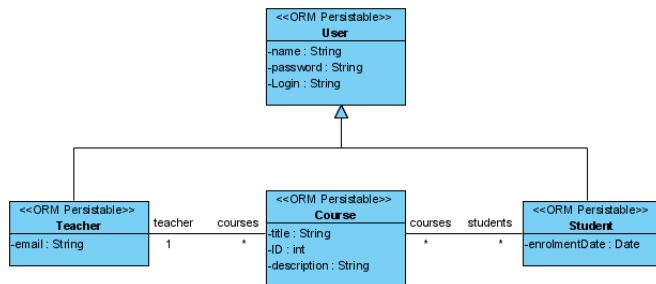 <<ORM Persistable>>
User
-name : String
-password : String
-Login : String
<<ORM Persistable>>
Teacher
-email : String
teacher
courses
1
*
<<ORM Persistable>>
Course
-title : String
-ID : int
-description : String
courses
students
*
*
<<ORM Persistable>>
Student
-enrolmentDate : Date